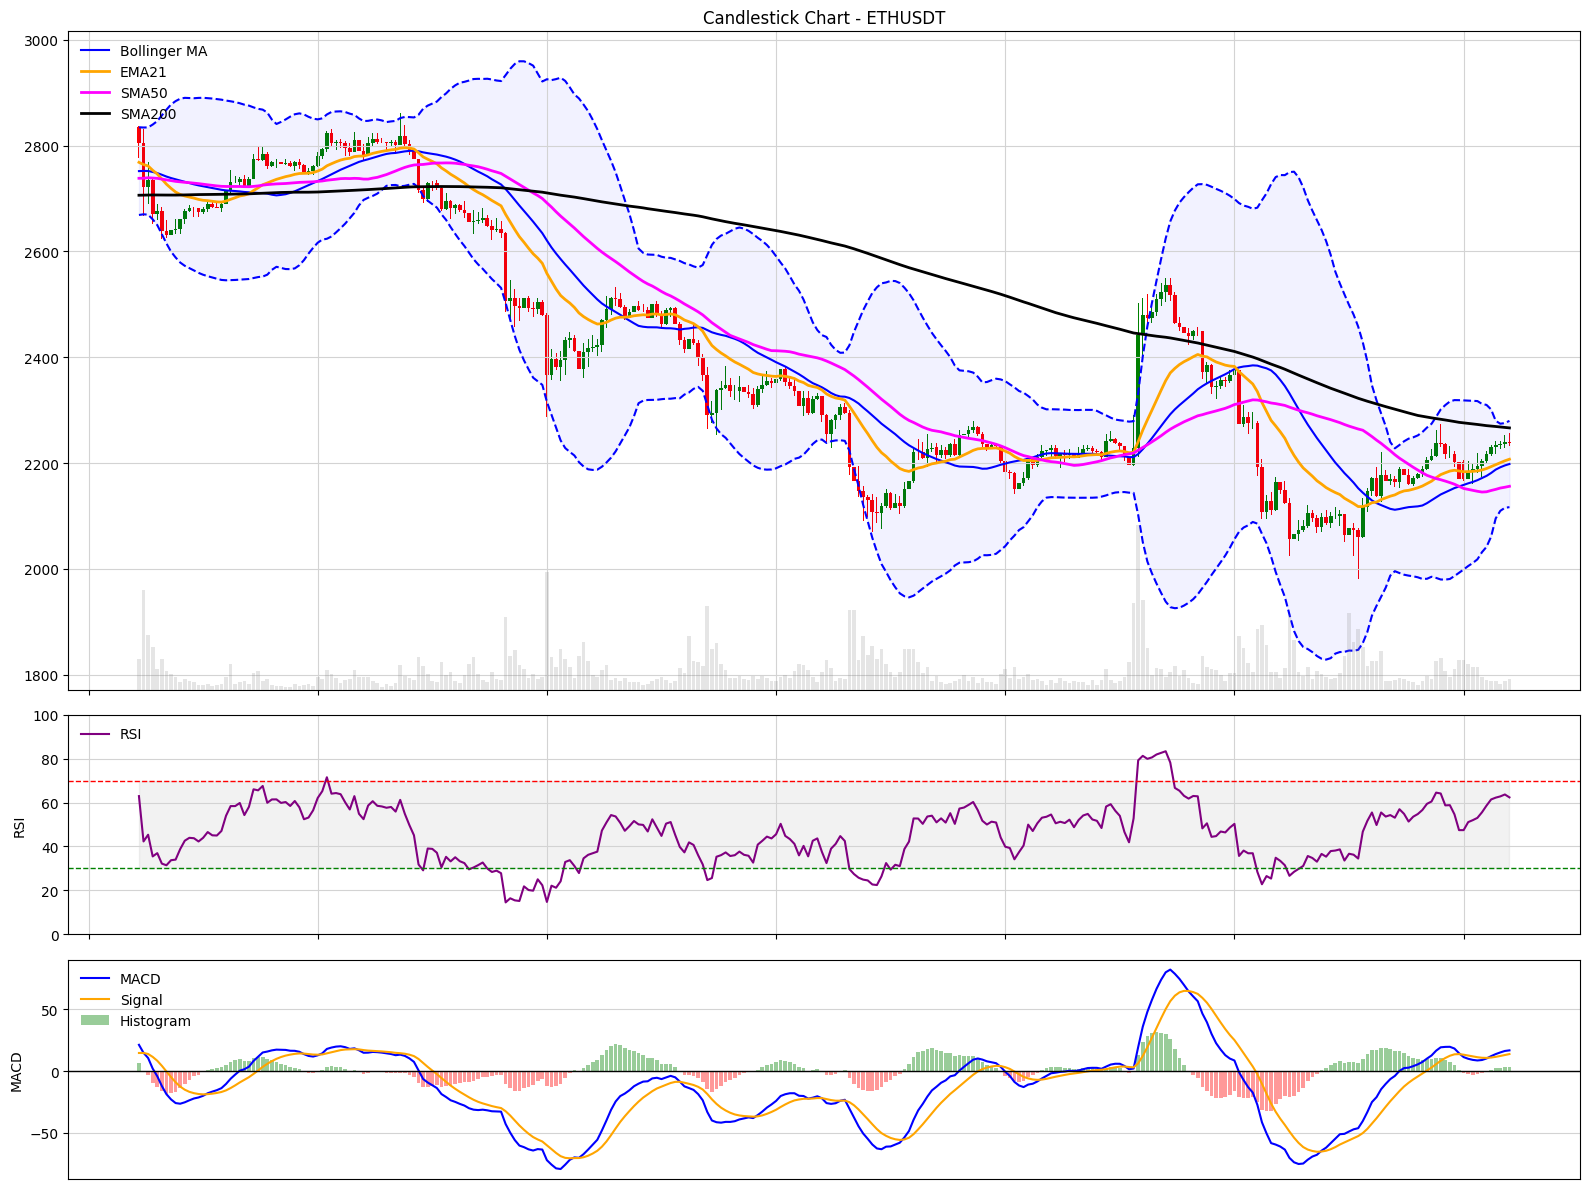 Candlestick Chart - ETHUSDT
3000
2800
2600
2400
2200
2000
1800
Bollinger MA
EMA21
SMA50
SMA200
100
80
60
40
20
0
RSI
RSI
50
0
−50
MACD
MACD
Signal
Histogram